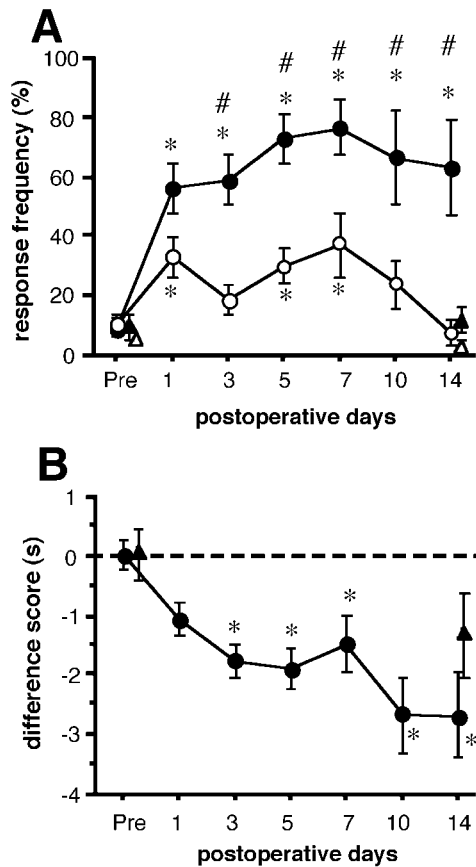 A
100
80
60
40
20
0
response frequency (%)
# # # # #
* * * * * * *
* * *
Pre 1 3 5 7 10 14
postoperative days
B
1
0
-1
-2
-3
-4
difference score (s)
* * *
* *
Pre 1 3 5 7 10 14
postoperative days